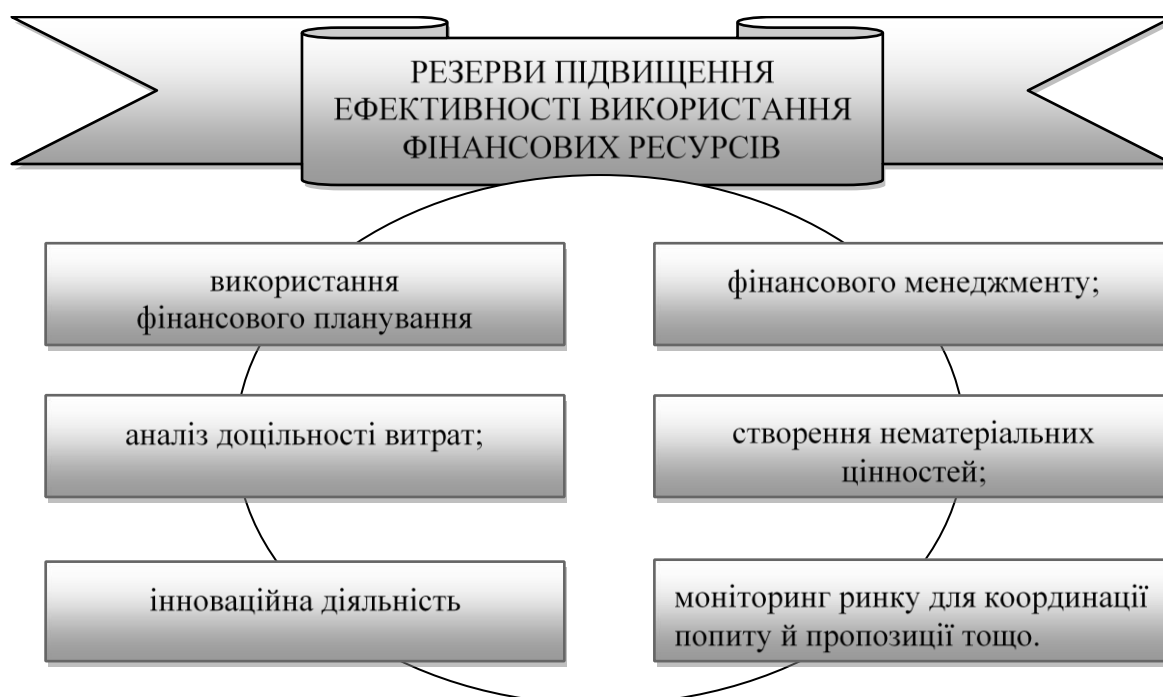 РЕЗЕРВИ ПІДВИЩЕННЯ
ЕФЕКТИВНОСТІ ВИКОРИСТАННЯ
ФІНАНСОВИХ РЕСУРСІВ
використання
фінансового планування
фінансового менеджменту;
аналіз доцільності витрат;
створення нематеріальних
цінностей;
інноваційна діяльність
моніторинг ринку для координації
попиту й пропозиції тощо.